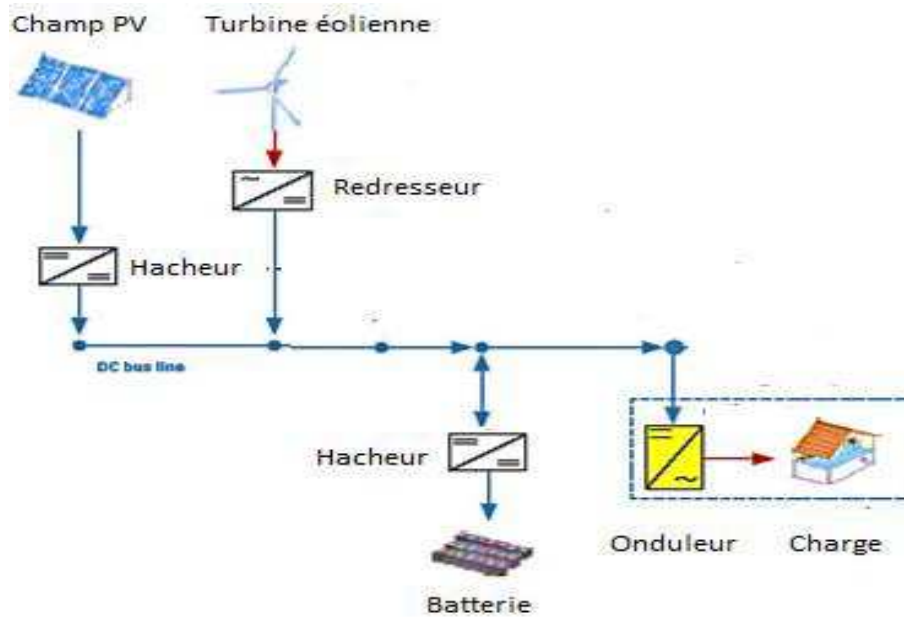 Champ PV
Turbine éolienne
Redresseur
Hacheur
DC bus line
Hacheur
Onduleur
Charge
Batterie